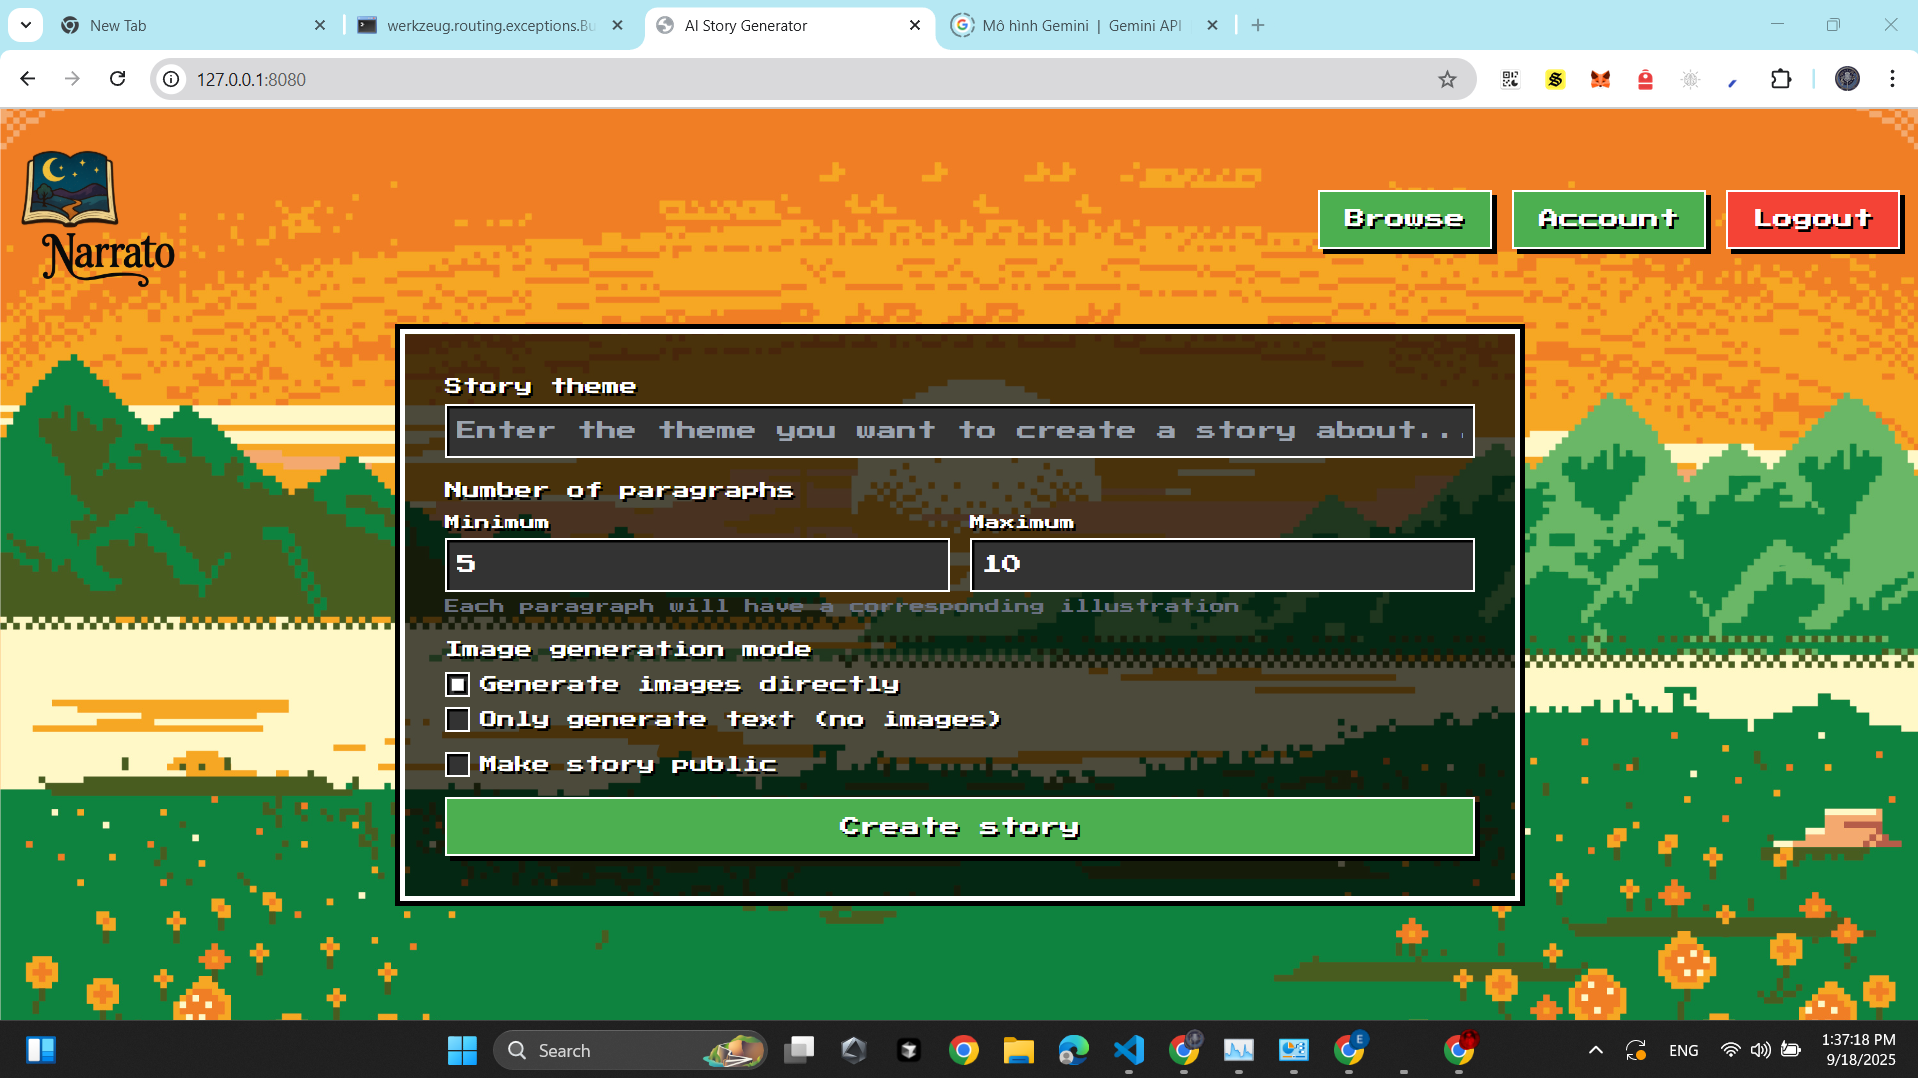 New Tab
werkzeug.routing.exceptions.Bu
AI Story Generator
Mô hình Gemini | Gemini API
127.0.0.1:8080
Narrato
Browse
Account
Logout
Story theme
Enter the theme you want to create a story about...
Number of paragraphs
Minimum
Maximum
5
10
Each paragraph will have a corresponding illustration
Image generation mode
Generate images directly
Only generate text (no images)
Make story public
Create story
Search
E
ENG
1:37:18 PM
9/18/2025